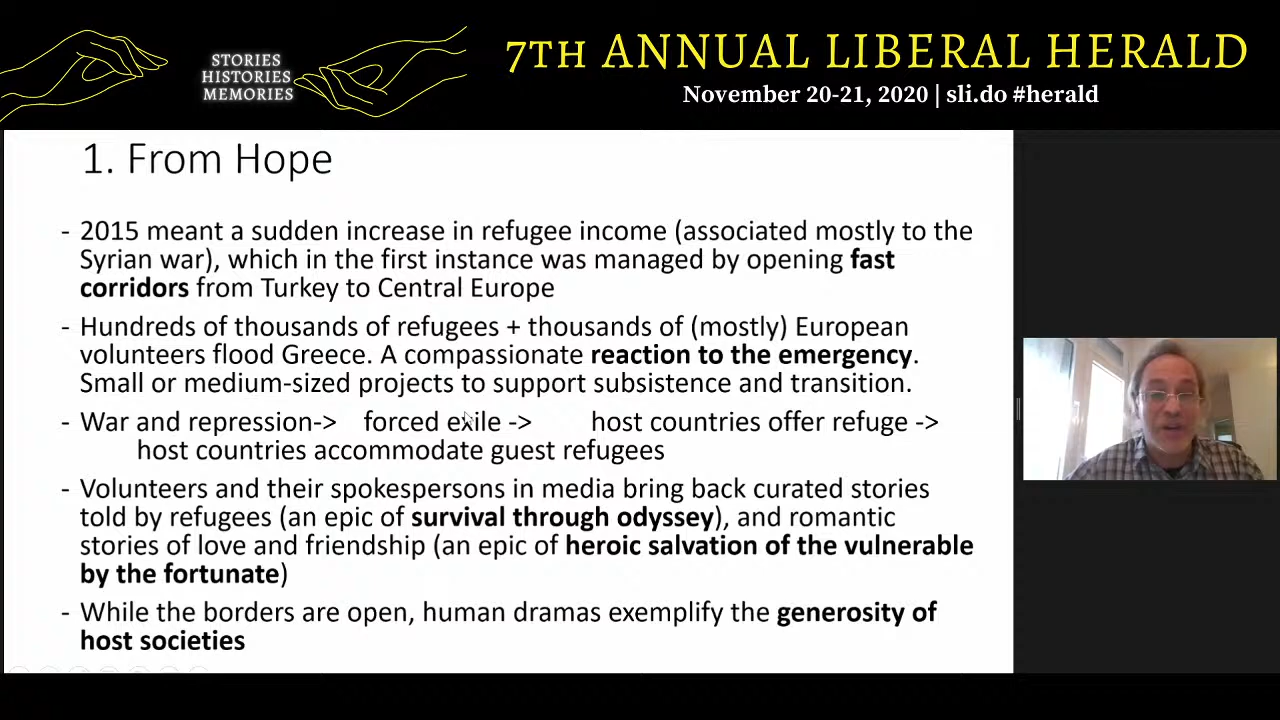 STORIES
HISTORIES
MEMORIES
7TH ANNUAL LIBERAL HERALD
November 20-21, 2020 | sli.do #herald
1. From Hope
- 2015 meant a sudden increase in refugee income (associated mostly to the
Syrian war), which in the first instance was managed by opening fast
corridors from Turkey to Central Europe
- Hundreds of thousands of refugees + thousands of (mostly) European
volunteers flood Greece. A compassionate reaction to the emergency.
Small or medium-sized projects to support subsistence and transition.
- War and repression-> forced exile -> host countries offer refuge ->
host countries accommodate guest refugees
- Volunteers and their spokespersons in media bring back curated stories
told by refugees (an epic of survival through odyssey), and romantic
stories of love and friendship (an epic of heroic salvation of the vulnerable
by the fortunate)
- While the borders are open, human dramas exemplify the generosity of
host societies